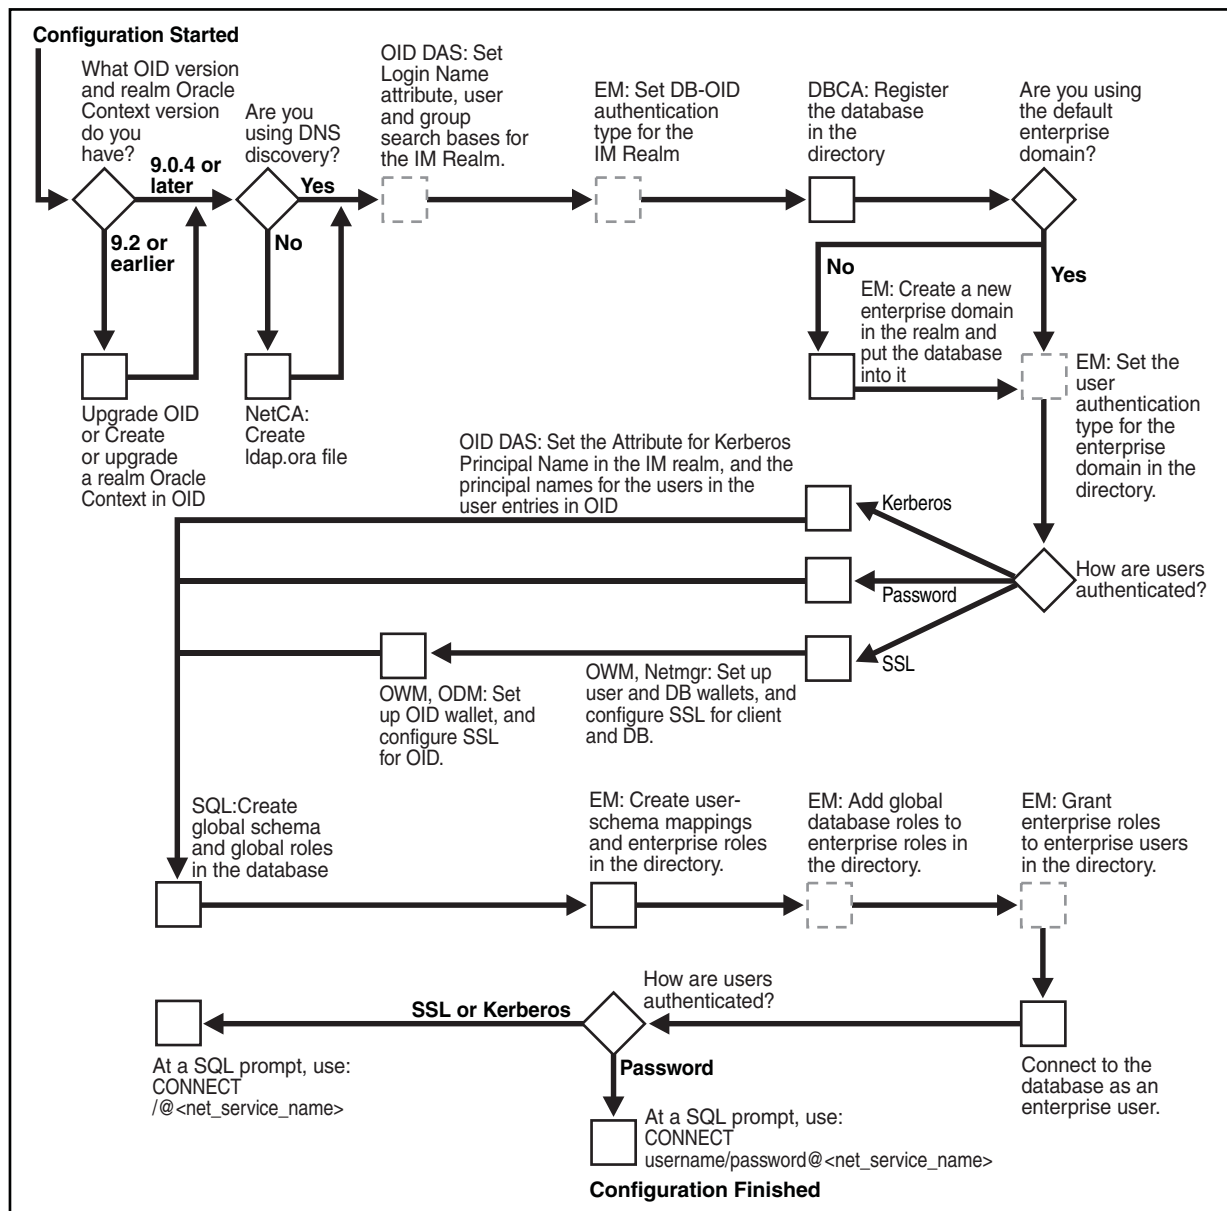 Configuration Started
What OID version
and realm Oracle
Context version
do you
have?
9.0.4 or
later
9.2 or
earlier
Upgrade OID
or Create
or upgrade
a realm Oracle
Context in OID
Are you
using DNS
discovery?
Yes
No
NetCA:
Create
ldap.ora file
OID DAS: Set
Login Name
attribute, user
and group
search bases for
the IM Realm.
EM: Set DB-OID
authentication
type for the
IM Realm
DBCA: Register
the database
in the
directory
Are you using
the default
enterprise
domain?
No
Yes
EM: Create a new
enterprise domain
in the realm and
put the database
into it
EM: Set the
user
authentication
type for the
enterprise
domain in the
directory.
How are users
authenticated?
Kerberos
Password
SSL
OID DAS: Set the Attribute for Kerberos
Principal Name in the IM realm, and the
principal names for the users in the
user entries in OID
OWM, Netmgr: Set up
user and DB wallets, and
configure SSL for client
and DB.
OWM, ODM: Set
up OID wallet, and
configure SSL
for OID.
SQL:Create
global schema
and global roles
in the database
EM: Create user-
schema mappings
and enterprise roles
in the directory.
EM: Add global
database roles to
enterprise roles in
the directory.
EM: Grant
enterprise roles
to enterprise users
in the directory.
Connect to the
database as an
enterprise user.
How are users
authenticated?
SSL or Kerberos
Password
At a SQL prompt, use:
CONNECT
/@<net_service_name>
At a SQL prompt, use:
CONNECT
username/password@<net_service_name>
Configuration Finished